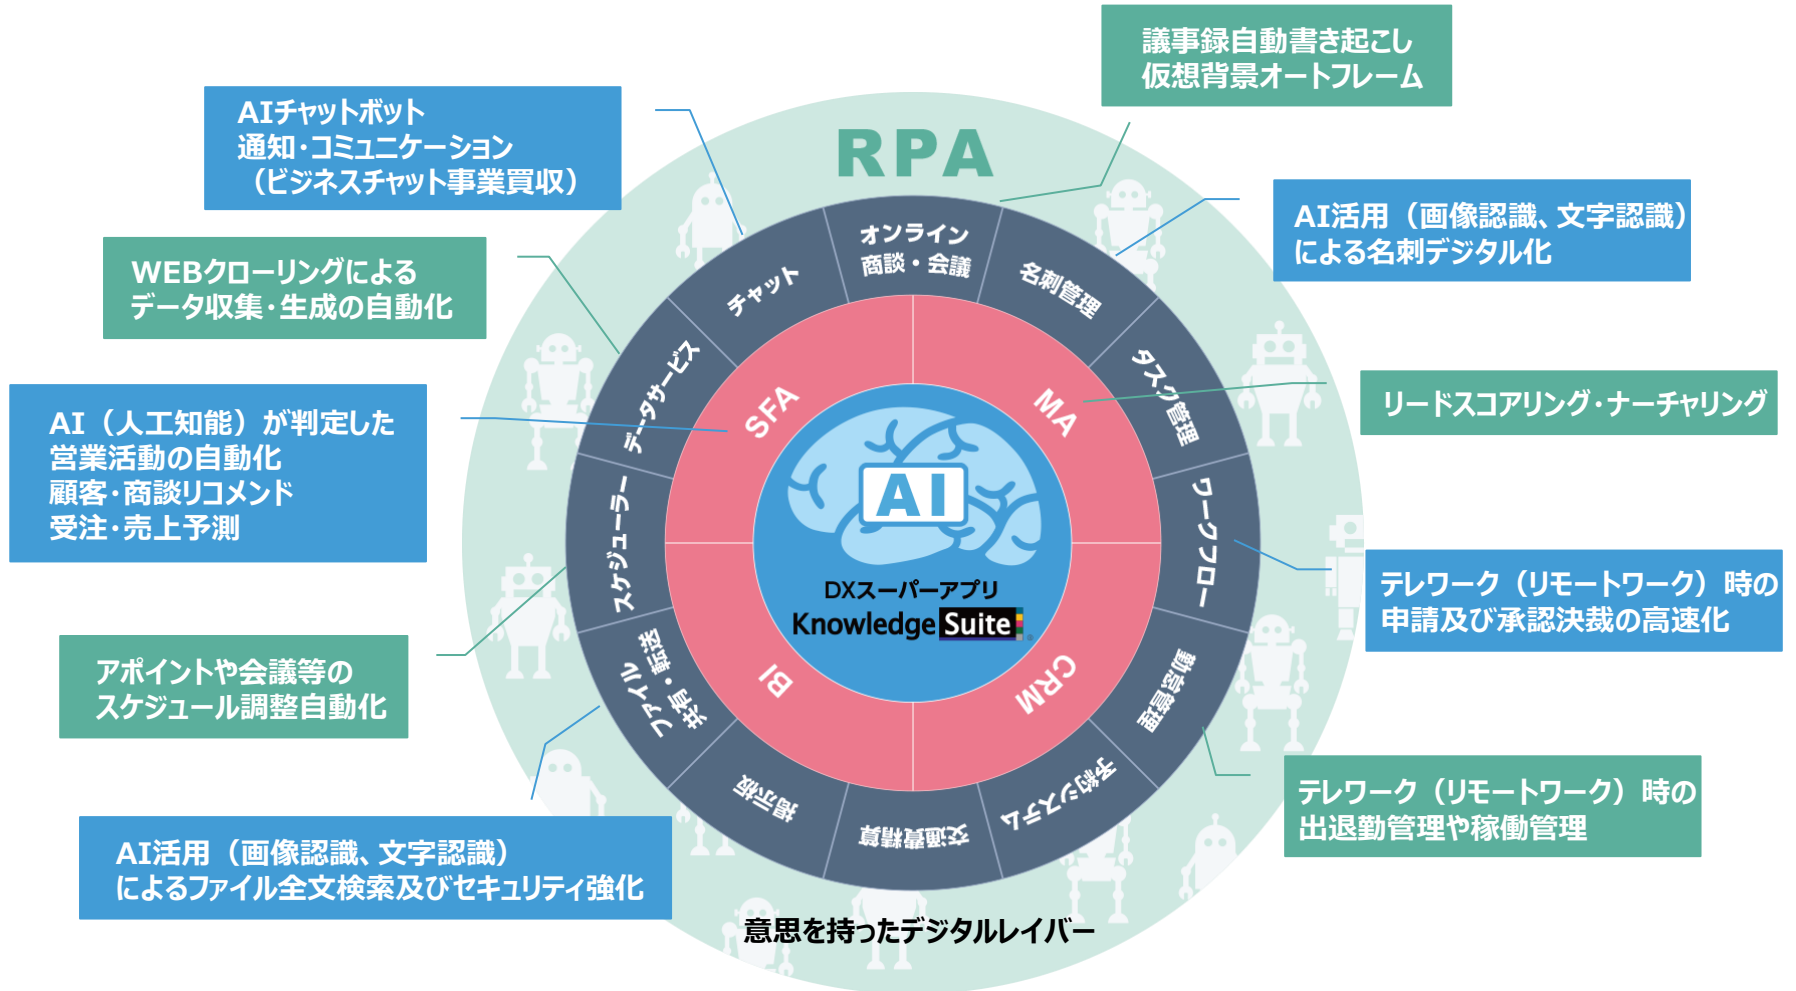 議事録自動書き起こし
仮想背景オートフレーム
AIチャットボット
通知・コミュニケーション
（ビジネスチャット事業買収）
RPA
AI活用（画像認識、文字認識）
による名刺デジタル化
WEBクローリングによる
データ収集・生成の自動化
オンライン
商談・会議
チャット
名刺管理
データサービス
タスク管理
リードスコアリング・ナーチャリング
AI（人工知能）が判定した
営業活動の自動化
顧客・商談リコメンド
受注・売上予測
SFA
MA
AI
スケジューラー
ワークフロー
DXスーパーアプリ
Knowledge Suite
テレワーク（リモートワーク）時の
申請及び承認決裁の高速化
アポイントや会議等の
スケジュール調整自動化
ファイル
共有・転送
BI
CRM
勤怠管理
掲示板
交通費精算
予約システム
テレワーク（リモートワーク）時の
出退勤管理や稼働管理
AI活用（画像認識、文字認識）
によるファイル全文検索及びセキュリティ強化
意思を持ったデジタルレイバー